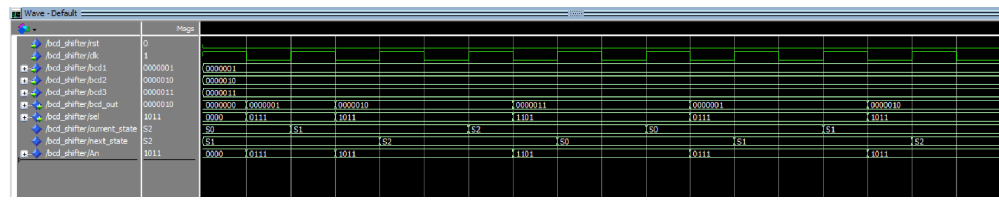 Wave - Default
Msgs
/bcd_shifter/rst 0
/bcd_shifter/clk 1
/bcd_shifter/bcd1 0000001 0000001
/bcd_shifter/bcd2 0000010 0000010
/bcd_shifter/bcd3 0000011 0000011
/bcd_shifter/bcd_out 0000010 0000000 0000001 0000010 0000011 0000001 0000010
/bcd_shifter/sel 1011 0000 0111 1011 1101 0111 1011
/bcd_shifter/current_state S2 S0 S1 S2 S0 S1
/bcd_shifter/next_state S2 S1 S2 S0 S1 S2
/bcd_shifter/An 1011 0000 0111 1011 1101 0111 1011